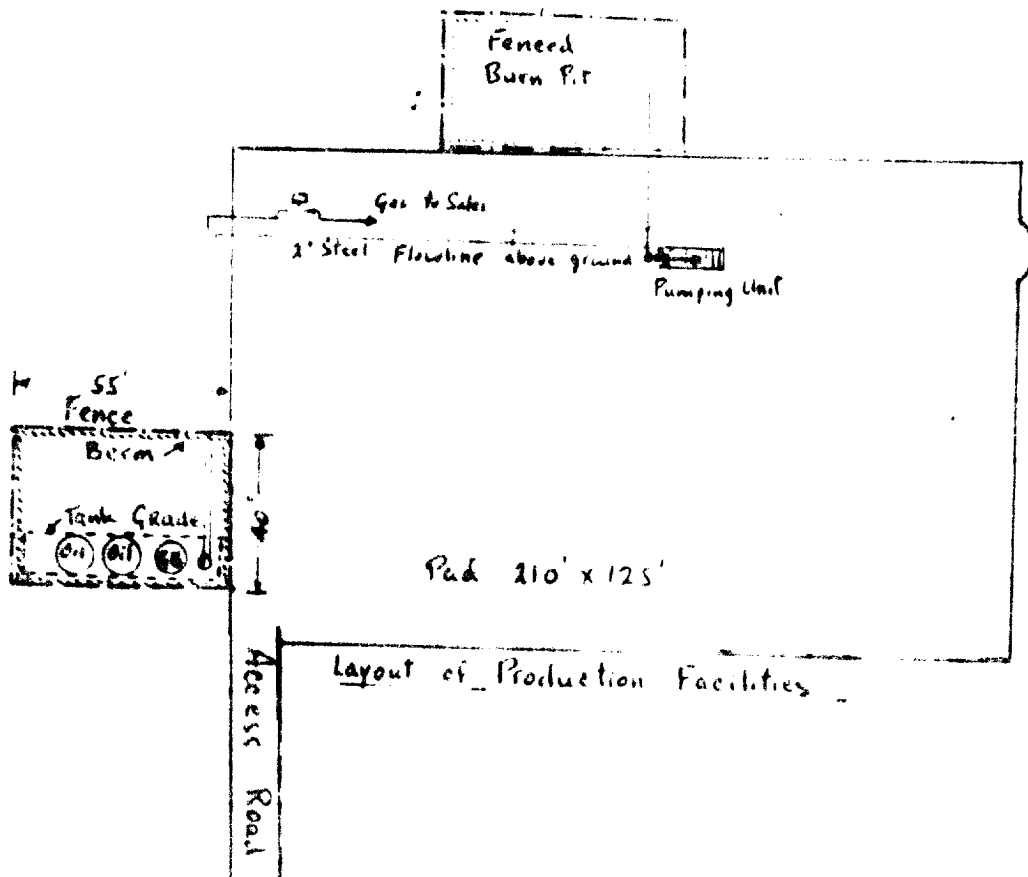 Fenced
Burn Pit
Gas to Sales
2" Steel Flowline above ground
Pumping Unit
55'
Fence
Berm
40'
Tank Grade
Oil Oil
Pad 210' x 125'
Layout of Production Facilities
Access Road